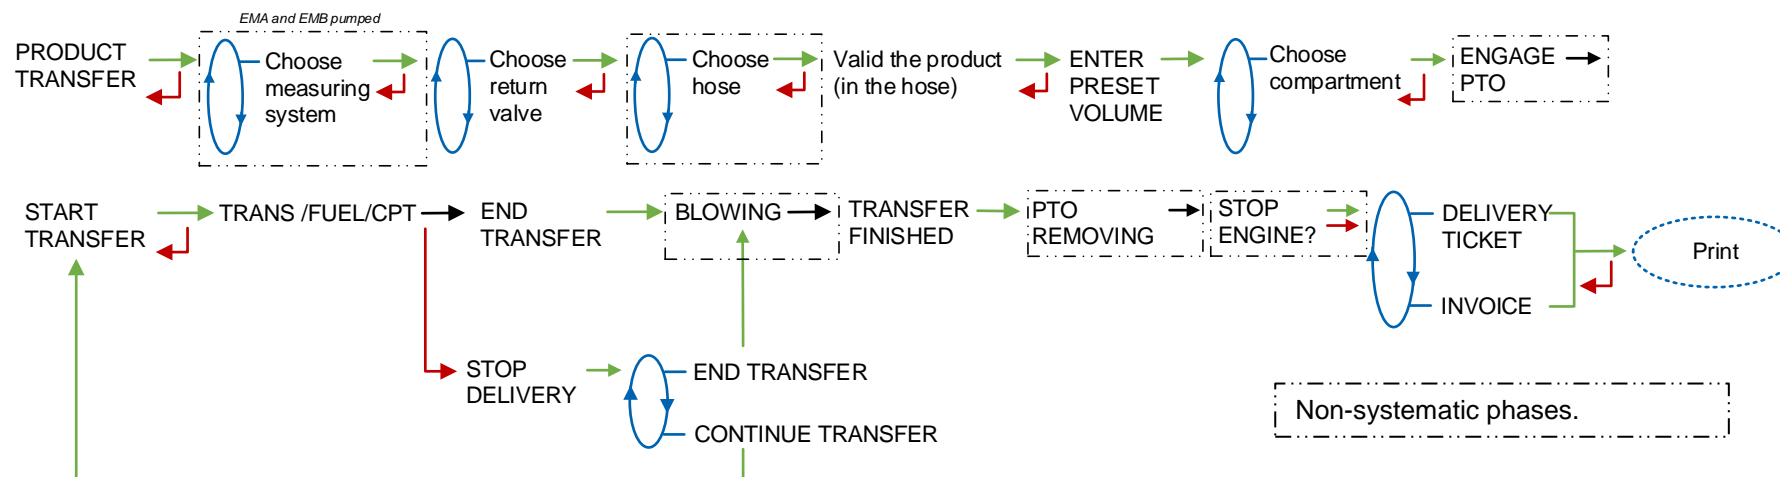 EMA and EMB pumped
PRODUCT
TRANSFER
Choose
measuring
system
Choose
return
valve
Choose
hose
Valid the product
(in the hose)
ENTER
PRESET
VOLUME
Choose
compartment
ENGAGE
PTO
START
TRANSFER
TRANS /FUEL/CPT
END
TRANSFER
BLOWING
TRANSFER
FINISHED
PTO
REMOVING
STOP
ENGINE?
DELIVERY
TICKET
INVOICE
Print
STOP
DELIVERY
END TRANSFER
CONTINUE TRANSFER
Non-systematic phases.